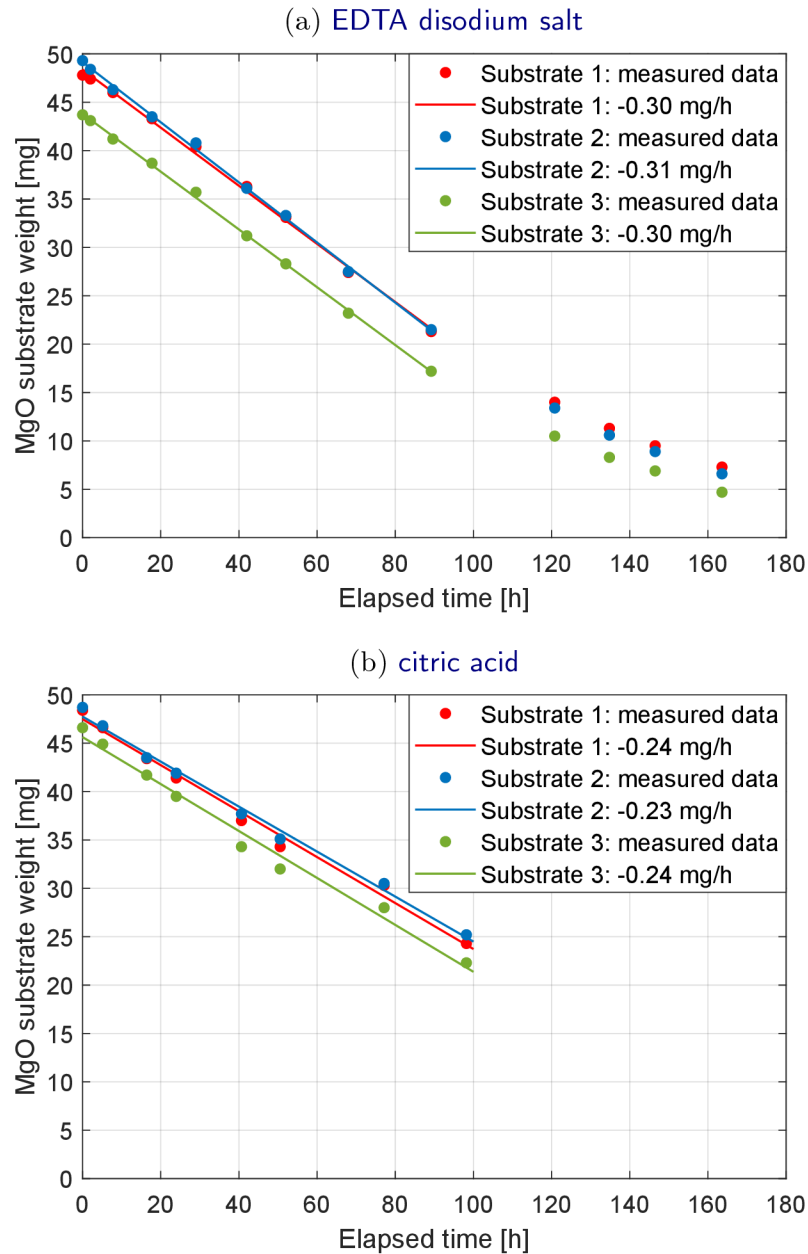 (a) EDTA disodium salt
50
45
40
35
30
25
20
15
10
5
0
MgO substrate weight [mg]
Substrate 1: measured data
Substrate 1: -0.30 mg/h
Substrate 2: measured data
Substrate 2: -0.31 mg/h
Substrate 3: measured data
Substrate 3: -0.30 mg/h
0 20 40 60 80 100 120 140 160 180
Elapsed time [h]
(b) citric acid
50
45
40
35
30
25
20
15
10
5
0
MgO substrate weight [mg]
Substrate 1: measured data
Substrate 1: -0.24 mg/h
Substrate 2: measured data
Substrate 2: -0.23 mg/h
Substrate 3: measured data
Substrate 3: -0.24 mg/h
0 20 40 60 80 100 120 140 160 180
Elapsed time [h]